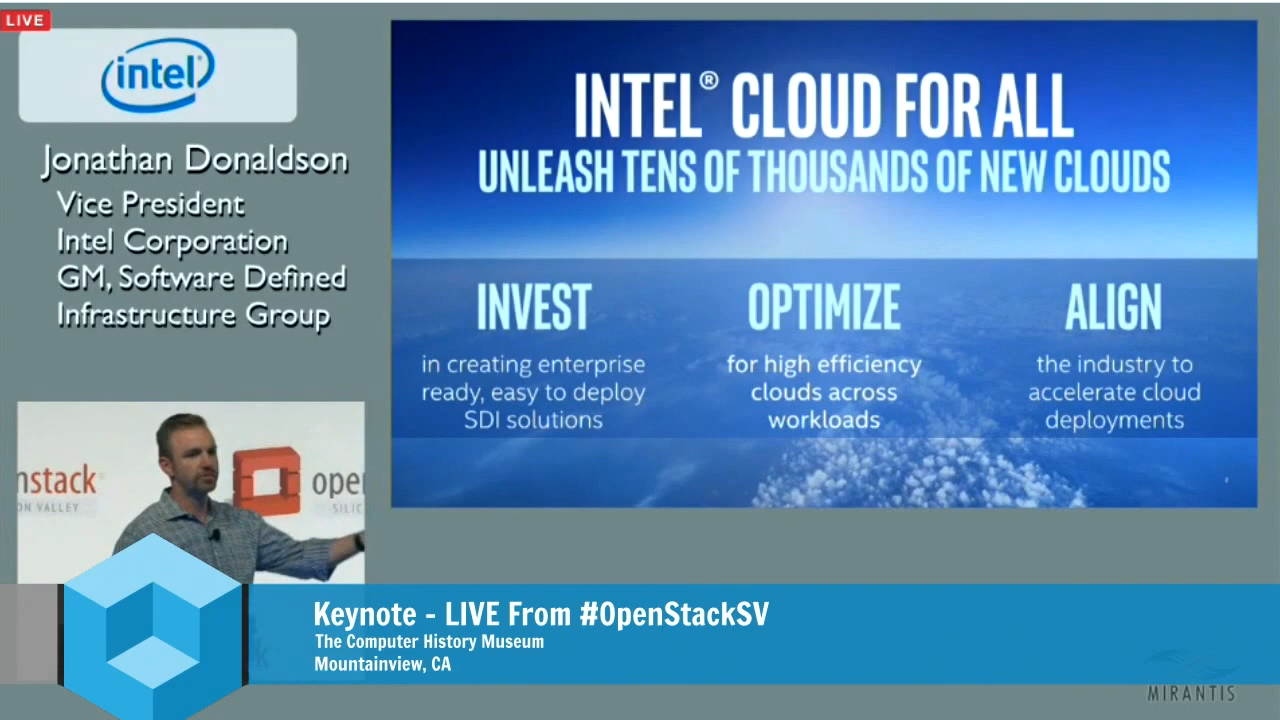 LIVE
intel
Jonathan Donaldson
Vice President
Intel Corporation
GM, Software Defined
Infrastructure Group
INTEL® CLOUD FOR ALL
UNLEASH TENS OF THOUSANDS OF NEW CLOUDS
INVEST
in creating enterprise
ready, easy to deploy
SDI solutions
OPTIMIZE
for high efficiency
clouds across
workloads
ALIGN
the industry to
accelerate cloud
deployments
nstack
ON VALLEY
open
SILIC
Keynote - LIVE From #OpenStackSV
The Computer History Museum
Mountainview, CA
MIRANTIS